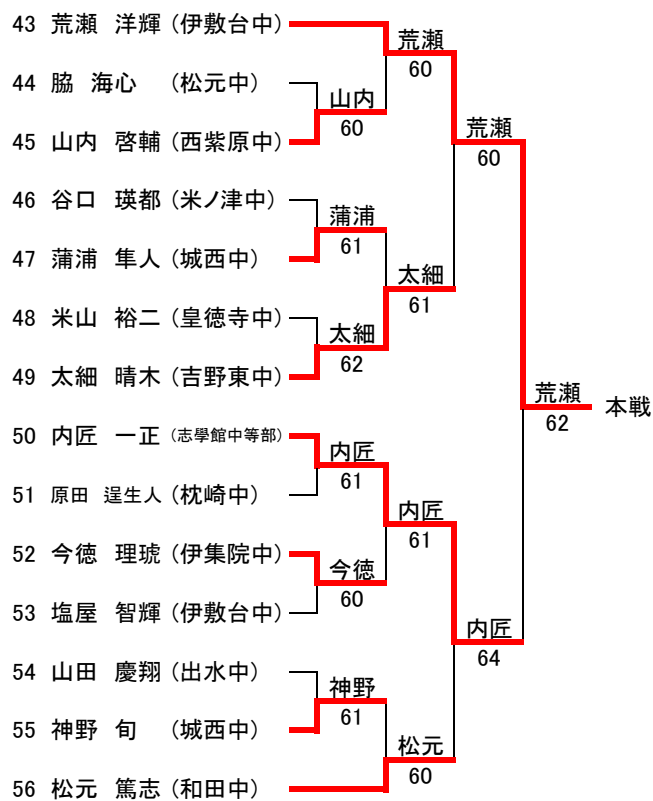 43 荒瀬 洋輝 (伊敷台中)
荒瀬
60
44 脇 海心 (松元中)
山内
60
45 山内 啓輔 (西紫原中)
荒瀬
60
46 谷口 瑛都 (米ノ津中)
蒲浦
61
47 蒲浦 隼人 (城西中)
太細
61
48 米山 裕二 (皇徳寺中)
太細
62
49 太細 晴木 (吉野東中)
荒瀬
62
本戦
50 内匠 一正 (志學館中等部)
内匠
61
51 原田 逞生人 (枕崎中)
内匠
61
52 今徳 理琥 (伊集院中)
今徳
60
53 塩屋 智輝 (伊敷台中)
内匠
64
54 山田 慶翔 (出水中)
神野
61
55 神野 旬 (城西中)
松元
60
56 松元 篤志 (和田中)